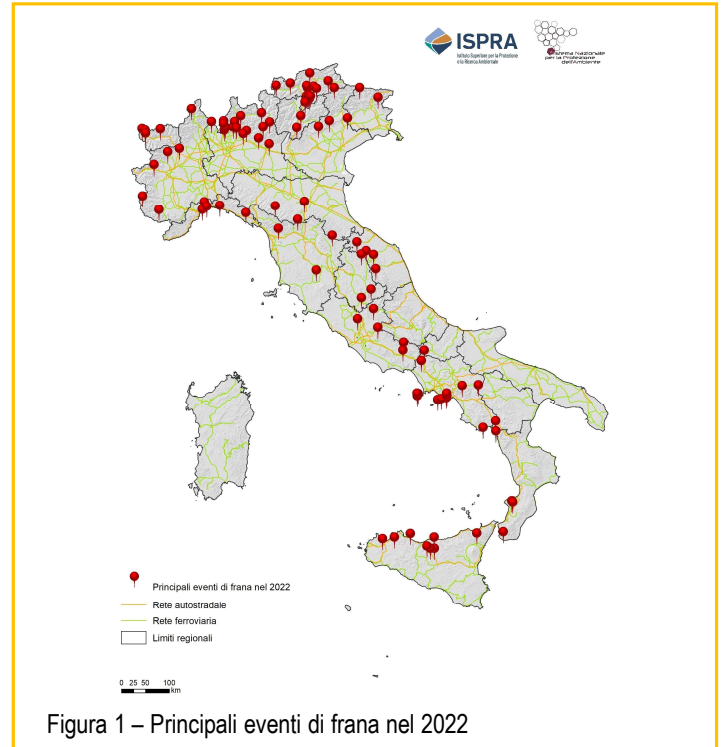 ISPRA
Istituto Superiore per la Protezione
e la Ricerca Ambientale
Sistema Nazionale
per la Protezione
dell'Ambiente
Principali eventi di frana nel 2022
Rete autostradale
Rete ferroviaria
Limiti regionali
0 25 50 100
km
Figura 1 – Principali eventi di frana nel 2022